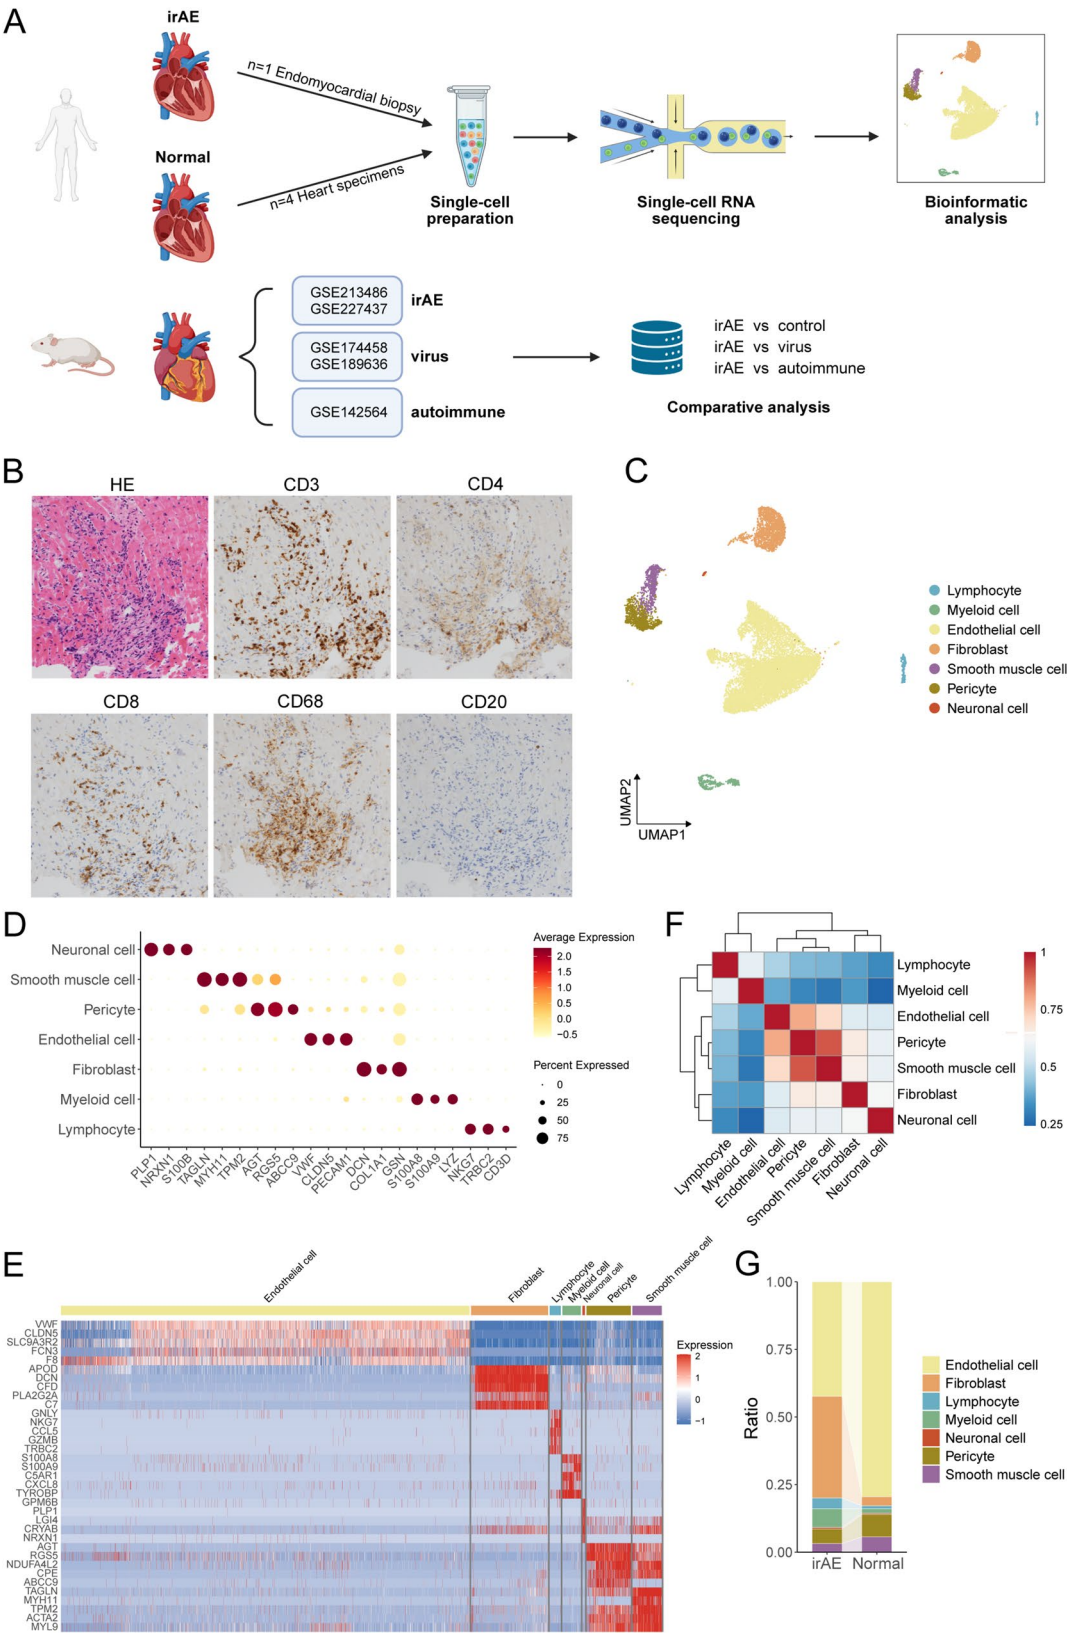 A
irAE
n=1 Endomyocardial biopsy
Normal
n=4 Heart specimens
Single-cell
preparation
Single-cell RNA
sequencing
Bioinformatic
analysis
GSE213486
GSE227437
irAE
GSE174458
GSE189636
virus
GSE142564
autoimmune
irAE vs control
irAE vs virus
irAE vs autoimmune
Comparative analysis
B
HE
CD3
CD4
CD8
CD68
CD20
C
Lymphocyte
Myeloid cell
Endothelial cell
Fibroblast
Smooth muscle cell
Pericyte
Neuronal cell
UMAP2
UMAP1
D
Neuronal cell
Smooth muscle cell
Pericyte
Endothelial cell
Fibroblast
Myeloid cell
Lymphocyte
PLP1
NRXN1
S100B
TAGLN
MYH11
TPM2
AGT
RGS5
ABCC9
VWF
CLDN5
PECAM1
DCN
COL1A1
GSN
S100A8
S100A9
LYZ
NKG7
TRBC2
CD3D
Average Expression
2.0
1.5
1.0
0.5
0.0
−0.5
Percent Expressed
0
25
50
75
F
Lymphocyte
Myeloid cell
Endothelial cell
Pericyte
Smooth muscle cell
Fibroblast
Neuronal cell
Lymphocyte
Myeloid cell
Endothelial cell
Pericyte
Smooth muscle cell
Fibroblast
Neuronal cell
1
0.75
0.5
0.25
E
Endothelial cell
Fibroblast
Lymphocyte
Myeloid cell
Neuronal cell
Pericyte
Smooth muscle cell
VWF
CLDN5
SLC9A3R2
FCN3
F8
APOD
DCN
CFD
PLA2G2A
C7
GNLY
NKG7
CCL5
GZMB
TRBC2
S100A8
S100A9
C5AR1
CXCL8
TYROBP
GPM6B
PLP1
LGI4
CRYAB
NRXN1
AGT
RGS5
NDUFA4L2
CPE
ABCC9
TAGLN
MYH11
TPM2
ACTA2
MYL9
Expression
2
1
0
−1
G
Ratio
1.00
0.75
0.50
0.25
0.00
irAE
Normal
Endothelial cell
Fibroblast
Lymphocyte
Myeloid cell
Neuronal cell
Pericyte
Smooth muscle cell